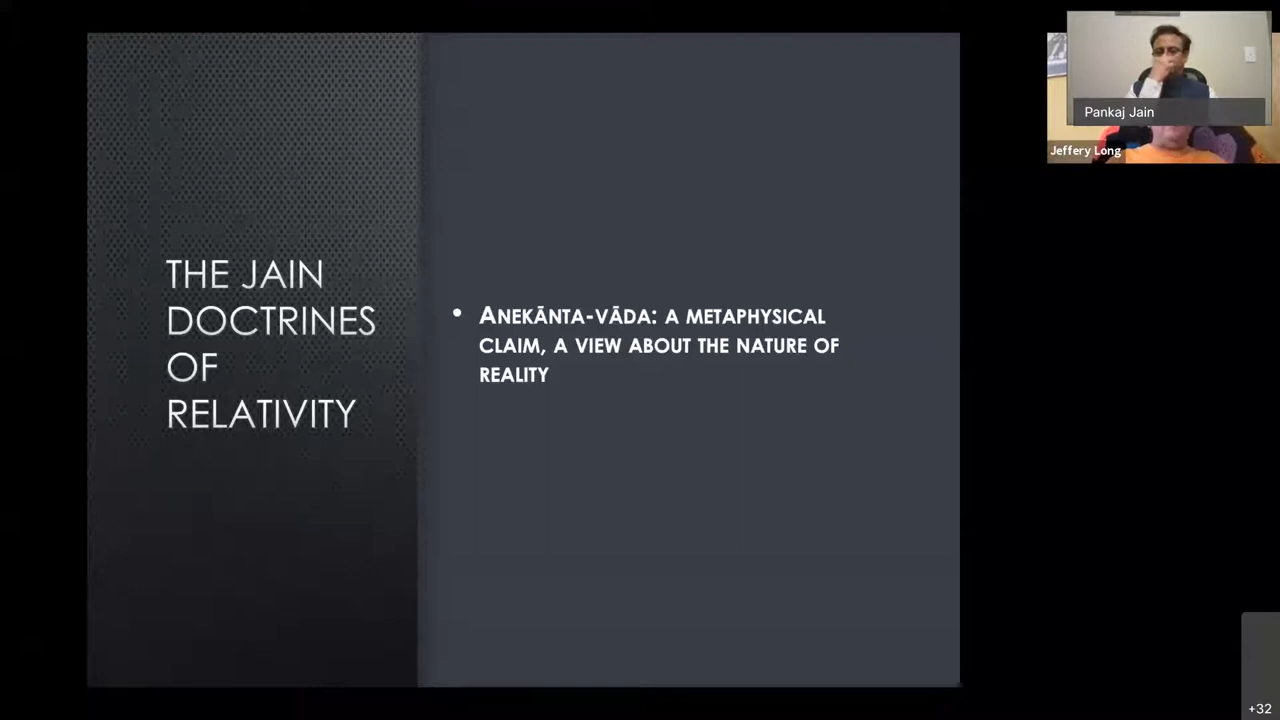 THE JAIN
DOCTRINES
OF
RELATIVITY
• ANEKĀNTA-VĀDA: A METAPHYSICAL
CLAIM, A VIEW ABOUT THE NATURE OF
REALITY
Pankaj Jain
Jeffery Long
+32